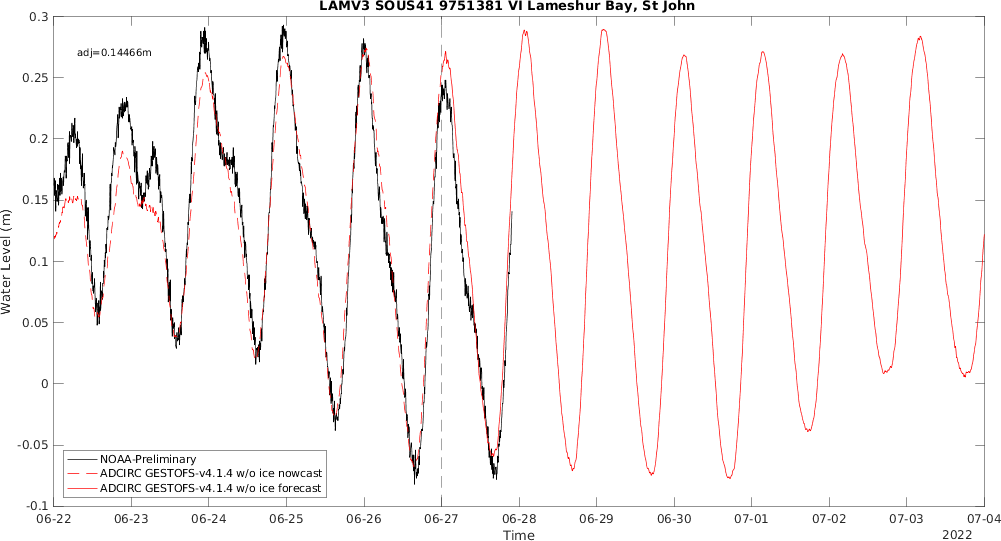 LAMV3 SOUS41 9751381 VI Lameshur Bay, St John
adj=0.14466m
0.3
0.25
0.2
0.15
0.1
0.05
0
-0.05
-0.1
Water Level (m)
NOAA-Preliminary
ADCIRC GESTOFS-v4.1.4 w/o ice nowcast
ADCIRC GESTOFS-v4.1.4 w/o ice forecast
06-22 06-23 06-24 06-25 06-26 06-27 06-28 06-29 06-30 07-01 07-02 07-03 07-04
Time
2022